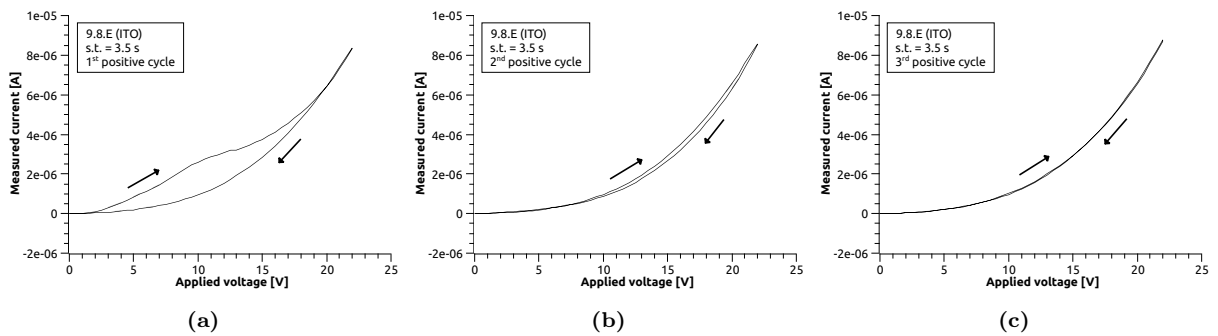 1e-05
8e-06
6e-06
4e-06
2e-06
0
-2e-06
Measured current [A]
9.8.E (ITO)
s.t. = 3.5 s
1st positive cycle
0 5 10 15 20 25
Applied voltage [V]
(a)
1e-05
8e-06
6e-06
4e-06
2e-06
0
-2e-06
Measured current [A]
9.8.E (ITO)
s.t. = 3.5 s
2nd positive cycle
0 5 10 15 20 25
Applied voltage [V]
(b)
1e-05
8e-06
6e-06
4e-06
2e-06
0
-2e-06
Measured current [A]
9.8.E (ITO)
s.t. = 3.5 s
3rd positive cycle
0 5 10 15 20 25
Applied voltage [V]
(c)